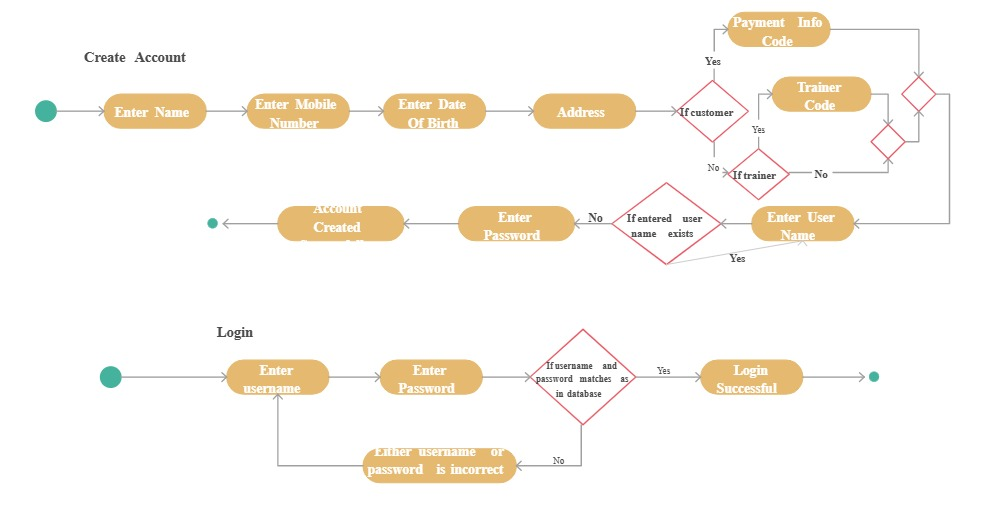 Create Account
Enter Name
Enter Mobile
Number
Enter Date
Of Birth
Address
If customer
Yes
Payment Info
Code
No
If trainer
Yes
Trainer
Code
No
Enter User
Name
If entered user
name exists
Yes
No
Enter
Password
Account
Created
Login
Enter
username
Enter
Password
If username and
password matches as
in database
Yes
Login
Successful
No
Either username or
password is incorrect